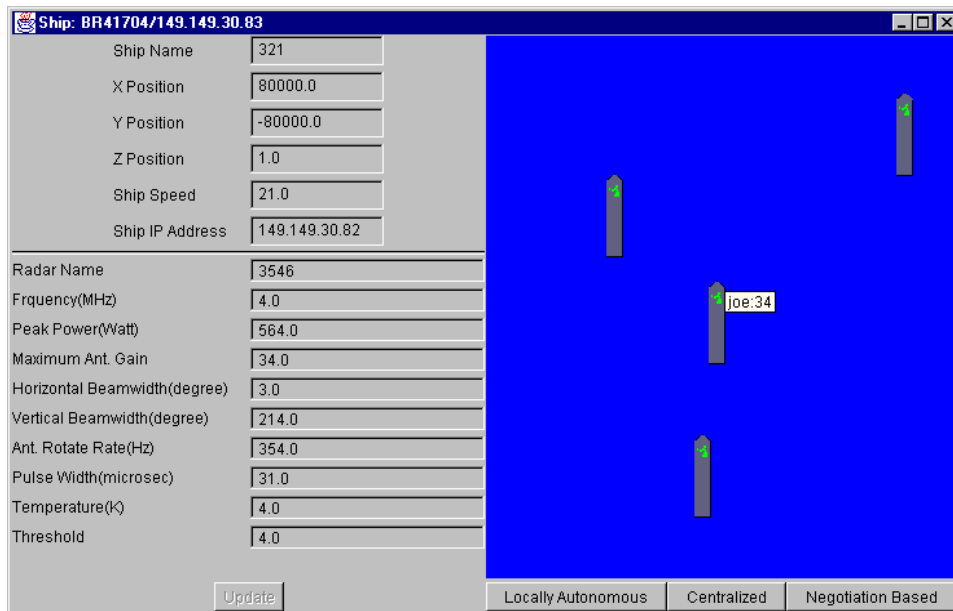 Ship: BR41704/149.149.30.83
Ship Name 321
X Position 80000.0
Y Position -80000.0
Z Position 1.0
Ship Speed 21.0
Ship IP Address 149.149.30.82
Radar Name 3546
Frquency(MHz) 4.0
Peak Power(Watt) 564.0
Maximum Ant. Gain 34.0
Horizontal Beamwidth(degree) 3.0
Vertical Beamwidth(degree) 214.0
Ant. Rotate Rate(Hz) 354.0
Pulse Width(microsec) 31.0
Temperature(K) 4.0
Threshold 4.0
Update
joe:34
Locally Autonomous Centralized Negotiation Based